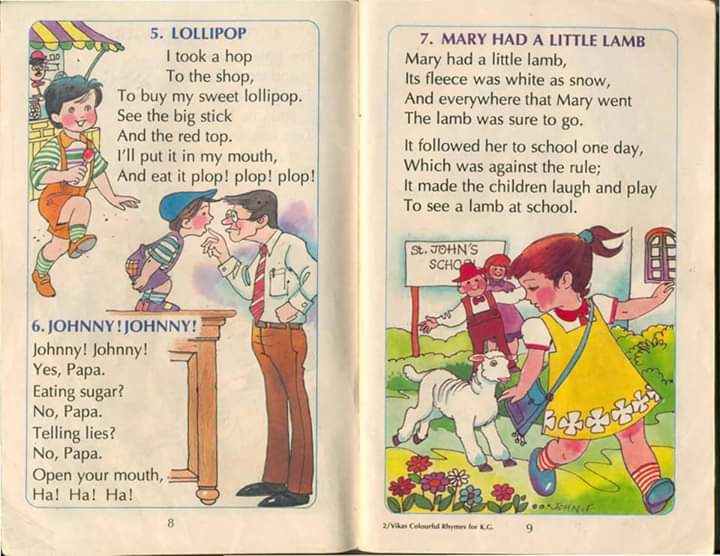 5. LOLLIPOP
I took a hop
To the shop,
To buy my sweet lollipop.
See the big stick
And the red top.
I'll put it in my mouth,
And eat it plop! plop! plop!
6. JOHNNY! JOHNNY!
Johnny! Johnny!
Yes, Papa.
Eating sugar?
No, Papa.
Telling lies?
No, Papa.
Open your mouth,
Ha! Ha! Ha!
8
7. MARY HAD A LITTLE LAMB
Mary had a little lamb,
Its fleece was white as snow,
And everywhere that Mary went
The lamb was sure to go.
It followed her to school one day,
Which was against the rule;
It made the children laugh and play
To see a lamb at school.
St. JOHN'S
2/Vikas Colourful Rhymes for K.G.
9